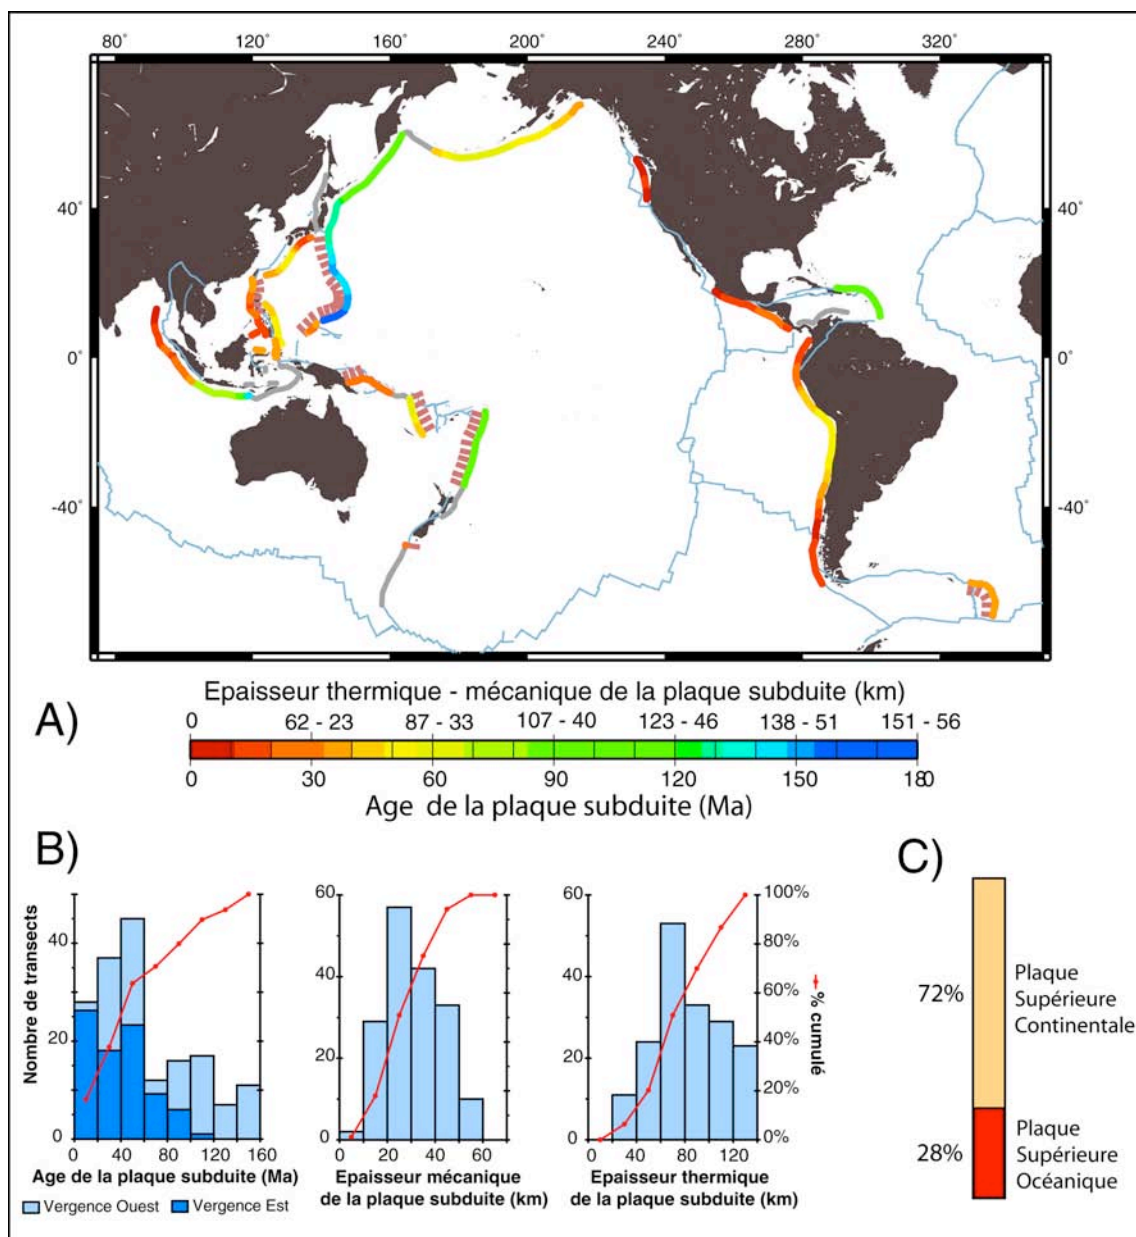 80° 120° 160° 200° 240° 280° 320°
40° 40°
0° 0°
-40° -40°
Epaisseur thermique - mécanique de la plaque subduite (km)
A)
0 62 - 23 87 - 33 107 - 40 123 - 46 138 - 51 151 - 56
0 30 60 90 120 150 180
Age de la plaque subduite (Ma)
B)
Nombre de transects
40
20
0
0 40 80 120 160
Age de la plaque subduite (Ma)
Vergence Ouest Vergence Est
60
40
20
0
0 20 40 60
Epaisseur mécanique
de la plaque subduite (km)
60
40
20
0
0 40 80 120
Epaisseur thermique
de la plaque subduite (km)
100%
80%
60%
40%
20%
0%
% cumulé
C)
72%
Plaque
Supérieure
Continentale
28%
Plaque
Supérieure
Océanique